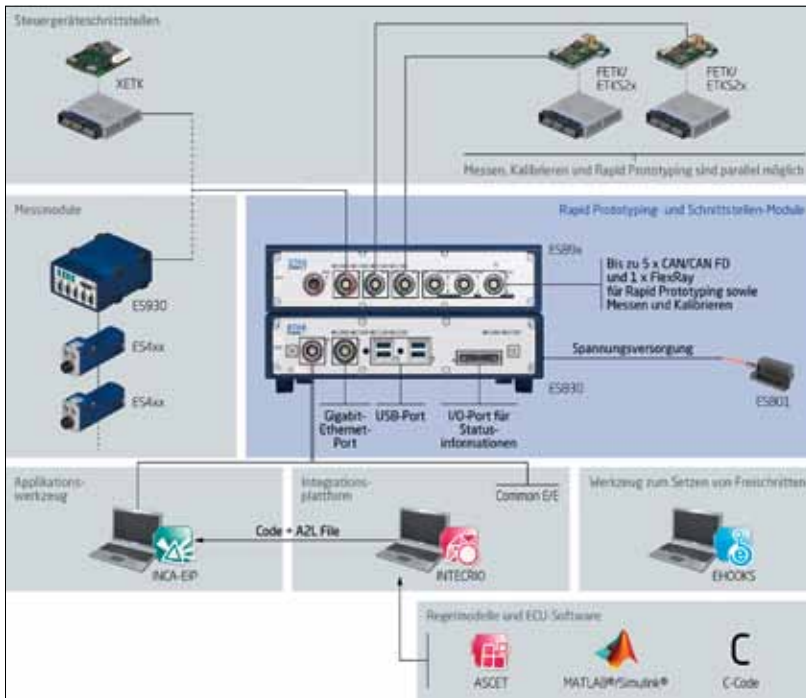 Steuergeräteschnittstellen
XETK
FETK/
ETKS2x
FETK/
ETKS2x
Messen, Kalibrieren und Rapid Prototyping sind parallel möglich
Messmodule
Rapid Prototyping- und Schnittstellen-Module
ES930
ES4xx
ES4xx
ES89x
Bis zu 5 x CAN/CAN FD
und 1 x FlexRay
für Rapid Prototyping sowie
Messen und Kalibrieren
ETAS
ETAS
Spannungsversorgung
ES830
ES801
Gigabit-
Ethernet-
Port
USB-Port
I/O-Port für
Status-
informationen
Applikations-
werkzeug
Integrations-
plattform
Common E/E
Werkzeug zum Setzen von Freischnitten
Code + A2L File
INCA-EIP
INTECRIO
EHOOKS
Regelmodelle und ECU-Software
ASCET
MATLAB®/Simulink®
C
C-Code